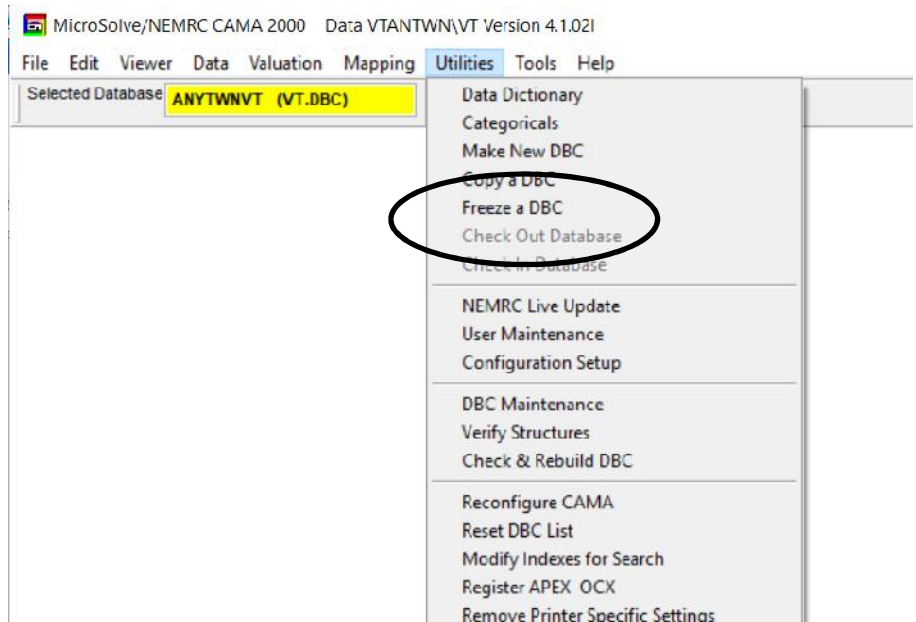 MicroSolve/NEMRC CAMA 2000 Data VTANTWN\VT Version 4.1.02I
File Edit Viewer Data Valuation Mapping Utilities Tools Help
Selected Database ANYTWNVT (VT.DBC)
Data Dictionary
Categoricals
Make New DBC
Copy a DBC
Freeze a DBC
Check Out Database
Check In Database
NEMRC Live Update
User Maintenance
Configuration Setup
DBC Maintenance
Verify Structures
Check & Rebuild DBC
Reconfigure CAMA
Reset DBC List
Modify Indexes for Search
Register APEX OCX
Remove Printer Specific Settings